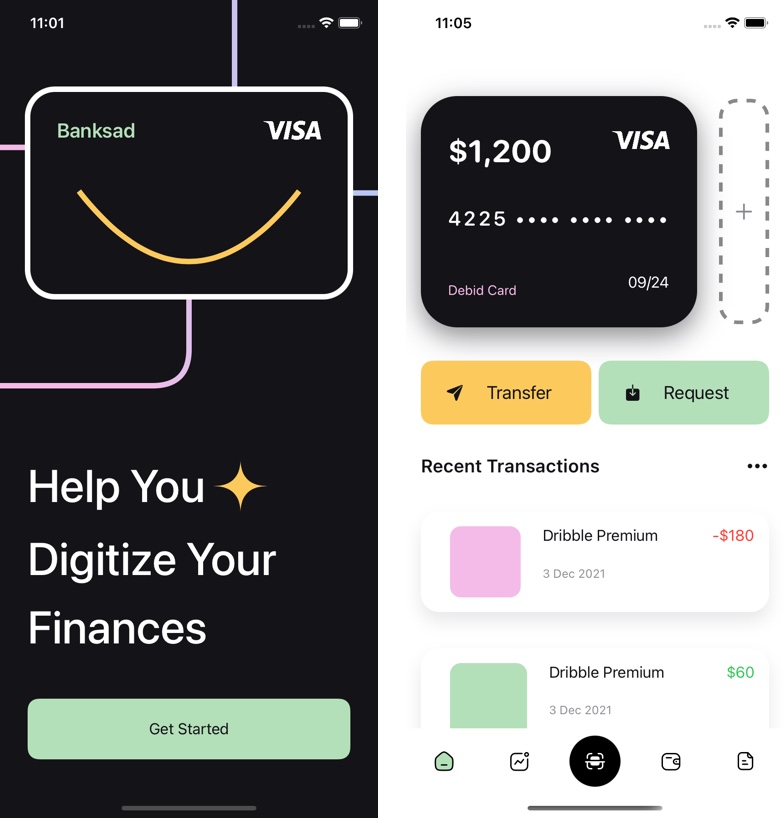 11:01
Banksad
VISA
Help You
Digitize Your
Finances
Get Started
11:05
$1,200
VISA
4225 •••• •••• ••••
Debid Card
09/24
Transfer
Request
Recent Transactions
Dribble Premium
-$180
3 Dec 2021
Dribble Premium
$60
3 Dec 2021